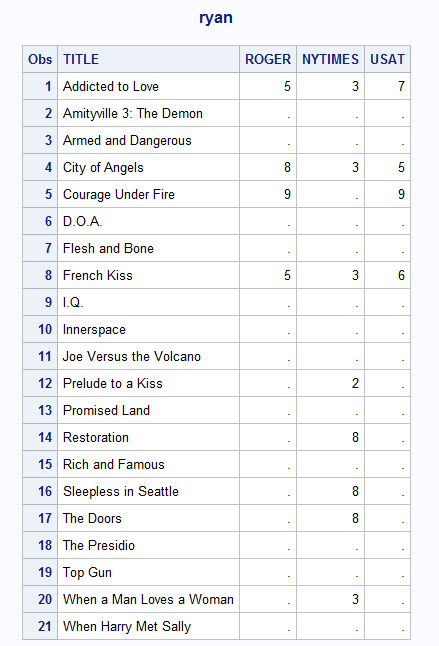 ryan
Obs TITLE ROGER NYTIMES USAT
1 Addicted to Love 5 3 7
2 Amityville 3: The Demon . . .
3 Armed and Dangerous . . .
4 City of Angels 8 3 5
5 Courage Under Fire 9 . 9
6 D.O.A. . . .
7 Flesh and Bone . . .
8 French Kiss 5 3 6
9 I.Q. . . .
10 Innerspace . . .
11 Joe Versus the Volcano . . .
12 Prelude to a Kiss . 2 .
13 Promised Land . . .
14 Restoration . 8 .
15 Rich and Famous . . .
16 Sleepless in Seattle . 8 .
17 The Doors . 8 .
18 The Presidio . . .
19 Top Gun . . .
20 When a Man Loves a Woman . 3 .
21 When Harry Met Sally . . .